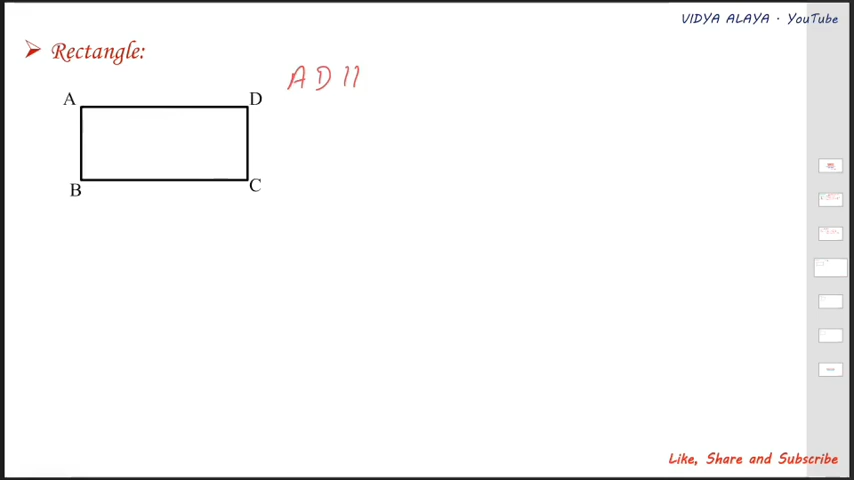 VIDYA ALAYA · YouTube
➢ Rectangle:
AD ||
A D
B C
Like, Share and Subscribe